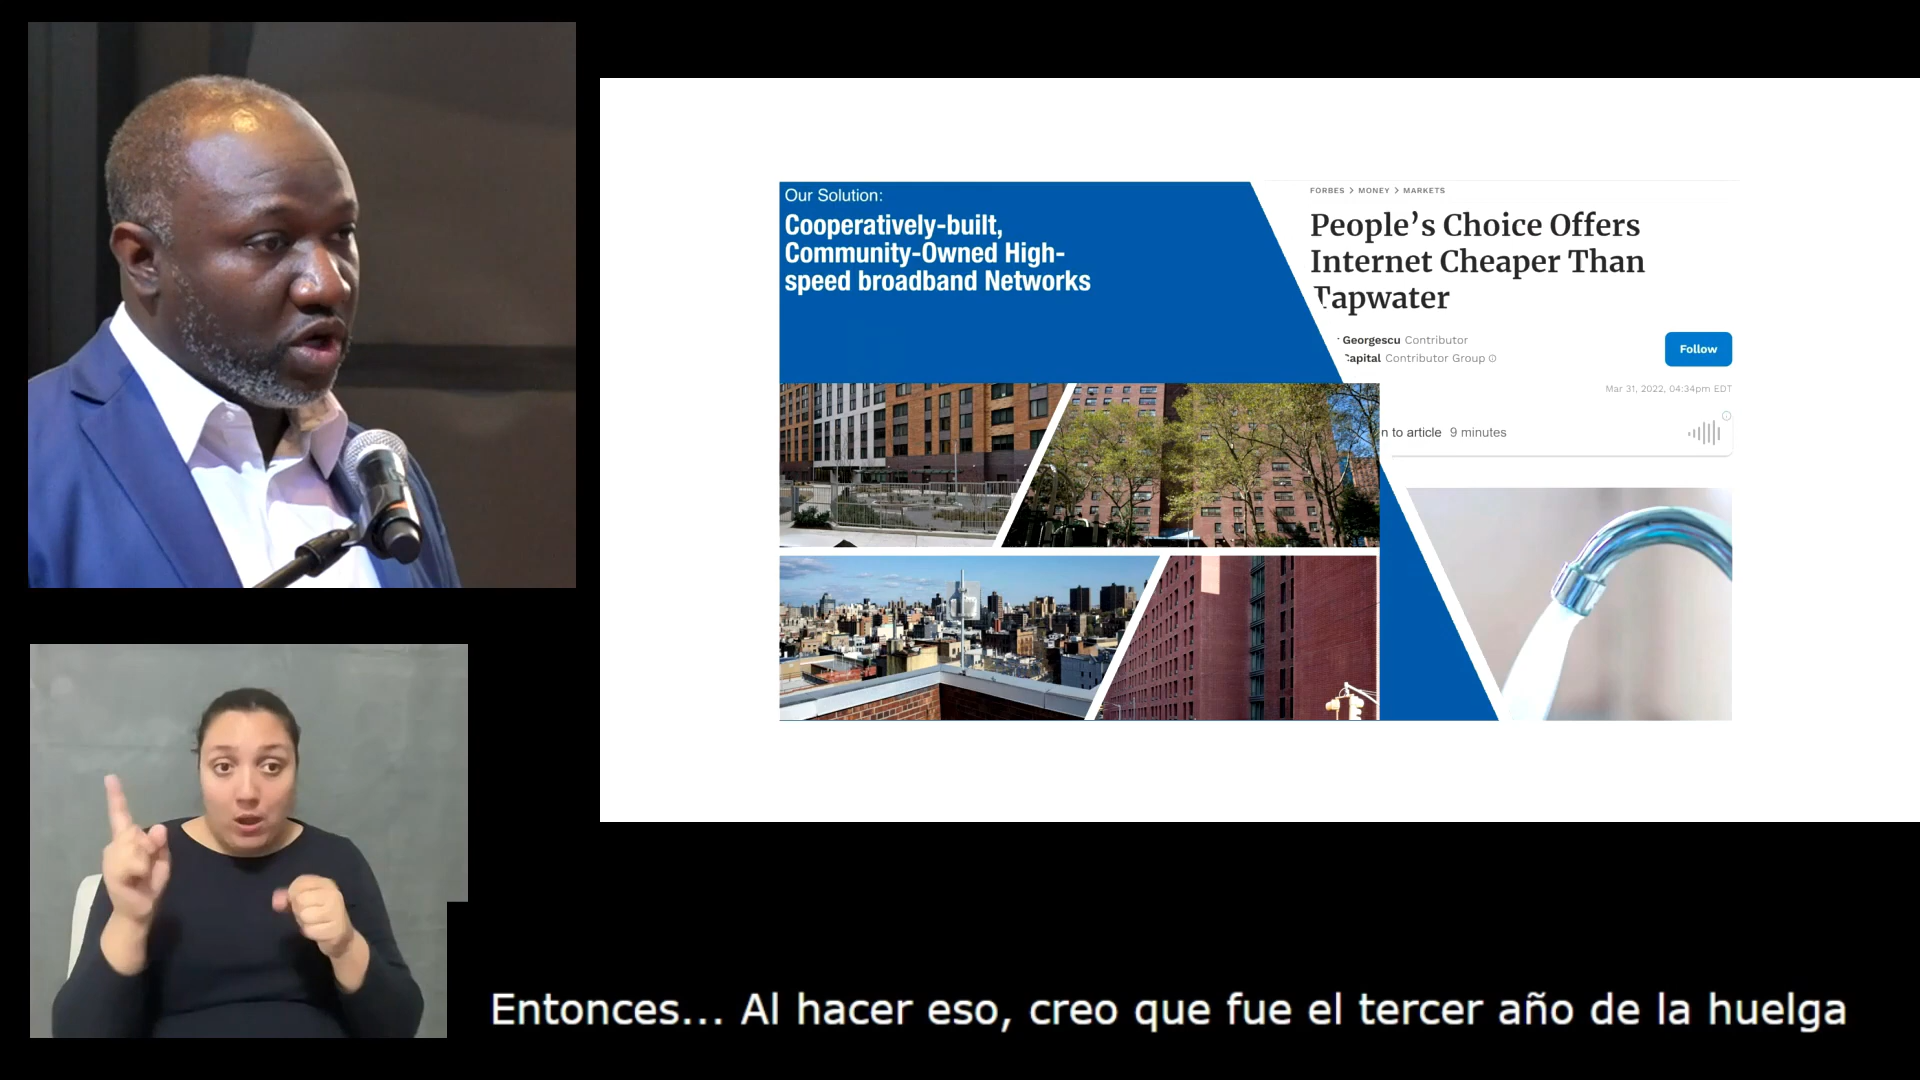 Our Solution:
Cooperatively-built,
Community-Owned High-
speed broadband Networks
FORBES > MONEY > MARKETS
People's Choice Offers
Internet Cheaper Than
Tapwater
Georgescu Contributor
Capital Contributor Group
Follow
Mar 31, 2022, 04:34pm EDT
n to article 9 minutes
Entonces... Al hacer eso, creo que fue el tercer año de la huelga